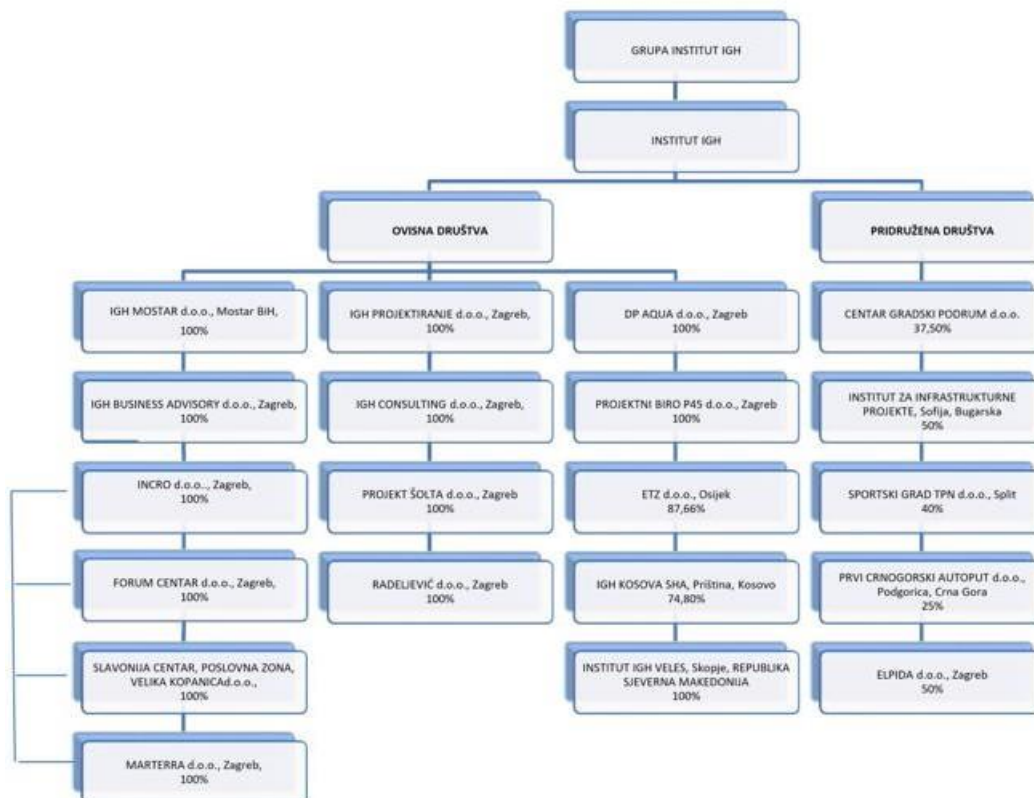 GRUPA INSTITUT IGH
INSTITUT IGH
OVISNA DRUŠTVA
PRIDRUŽENA DRUŠTVA
IGH MOSTAR d.o.o., Mostar BiH,
100%
IGH PROJEKTIRANJE d.o.o., Zagreb,
100%
DP AQUA d.o.o., Zagreb
100%
CENTAR GRADSKI PODRUM d.o.o.
37,50%
IGH BUSINESS ADVISORY d.o.o., Zagreb,
100%
IGH CONSULTING d.o.o., Zagreb,
100%
PROJEKTNI BIRO P45 d.o.o., Zagreb
100%
INSTITUT ZA INFRASTRUKTURNE
PROJEKTE, Sofija, Bugarska
50%
INCRO d.o.o.., Zagreb,
100%
PROJEKT ŠOLTA d.o.o., Zagreb
100%
ETZ d.o.o., Osijek
87,66%
SPORTSKI GRAD TPN d.o.o., Split
40%
FORUM CENTAR d.o.o., Zagreb,
100%
RADELJEVIĆ d.o.o., Zagreb
100%
IGH KOSOVA SHA, Priština, Kosovo
74,80%
PRVI CRNOGORSKI AUTOPUT d.o.o.,
Podgorica, Crna Gora
25%
SLAVONIJA CENTAR, POSLOVNA ZONA,
VELIKA KOPANICAd.o.o.,
100%
INSTITUT IGH VELES, Skopje, REPUBLIKA
SJEVERNA MAKEDONIJA
100%
ELPIDA d.o.o., Zagreb
50%
MARTERRA d.o.o., Zagreb,
100%